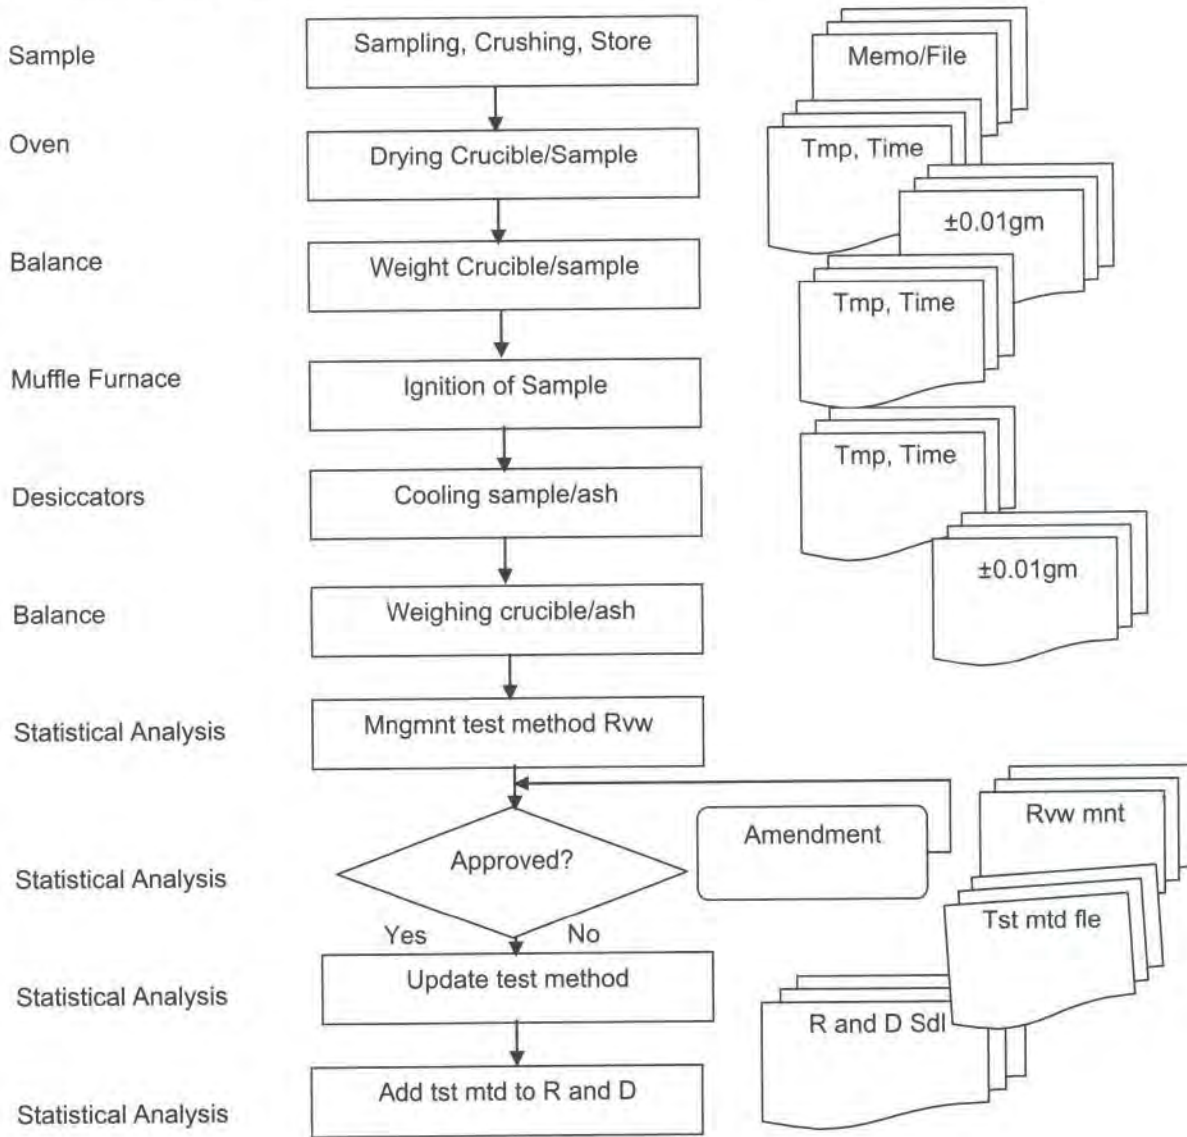 Sample
Sampling, Crushing, Store
Memo/File
Oven
Drying Crucible/Sample
Tmp, Time
±0.01gm
Balance
Weight Crucible/sample
Tmp, Time
Muffle Furnace
Ignition of Sample
Tmp, Time
Desiccators
Cooling sample/ash
±0.01gm
Balance
Weighing crucible/ash
Statistical Analysis
Mngmnt test method Rvw
Rvw mnt
Amendment
Statistical Analysis
Approved?
Tst mtd fle
Yes
No
Statistical Analysis
Update test method
R and D Sdl
Statistical Analysis
Add tst mtd to R and D